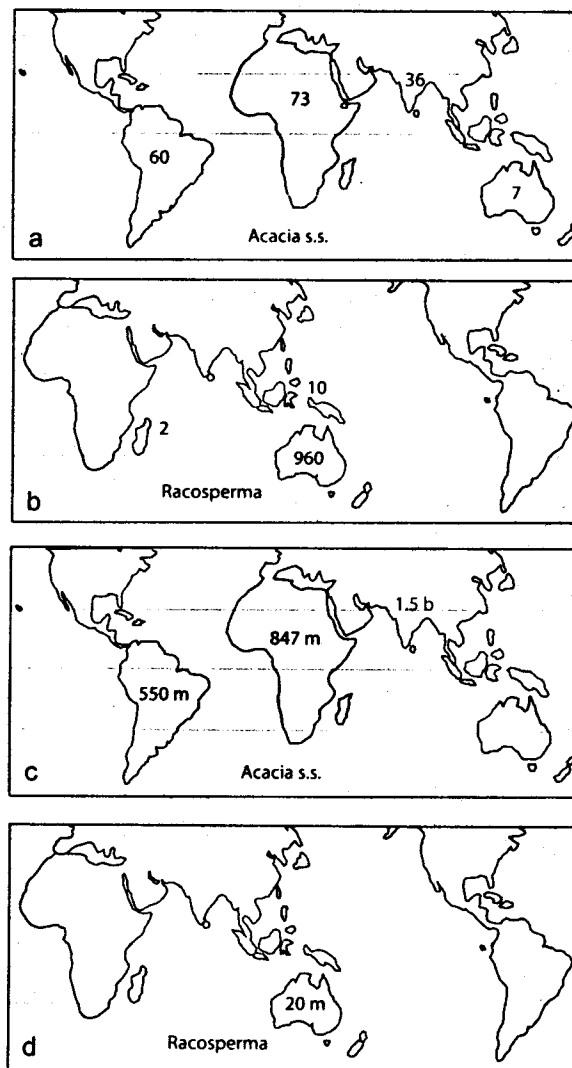 36
73
60
7
a
Acacia s.s.
10
2
960
b
Racosperma
1.5 b
847 m
550 m
c
Acacia s.s.
20 m
d
Racosperma